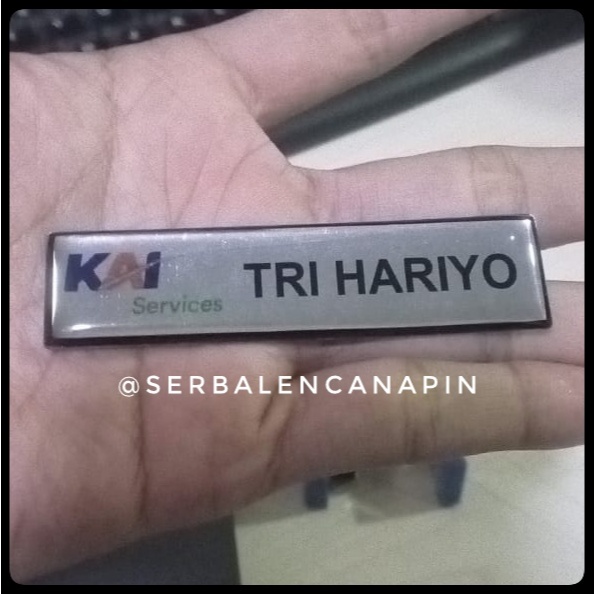 KAI
Services
TRI HARIYO
@SERBALENCANAPIN